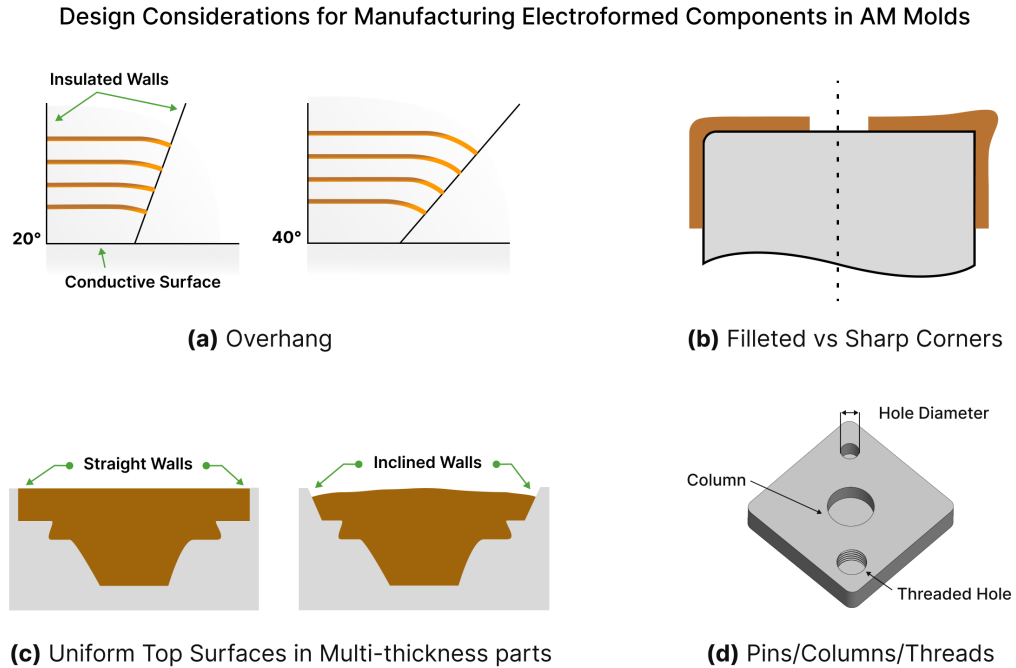 Design Considerations for Manufacturing Electroformed Components in AM Molds
Insulated Walls
20°
40°
Conductive Surface
(a) Overhang
(b) Filleted vs Sharp Corners
Straight Walls
Inclined Walls
(c) Uniform Top Surfaces in Multi-thickness parts
Hole Diameter
Column
Threaded Hole
(d) Pins/Columns/Threads